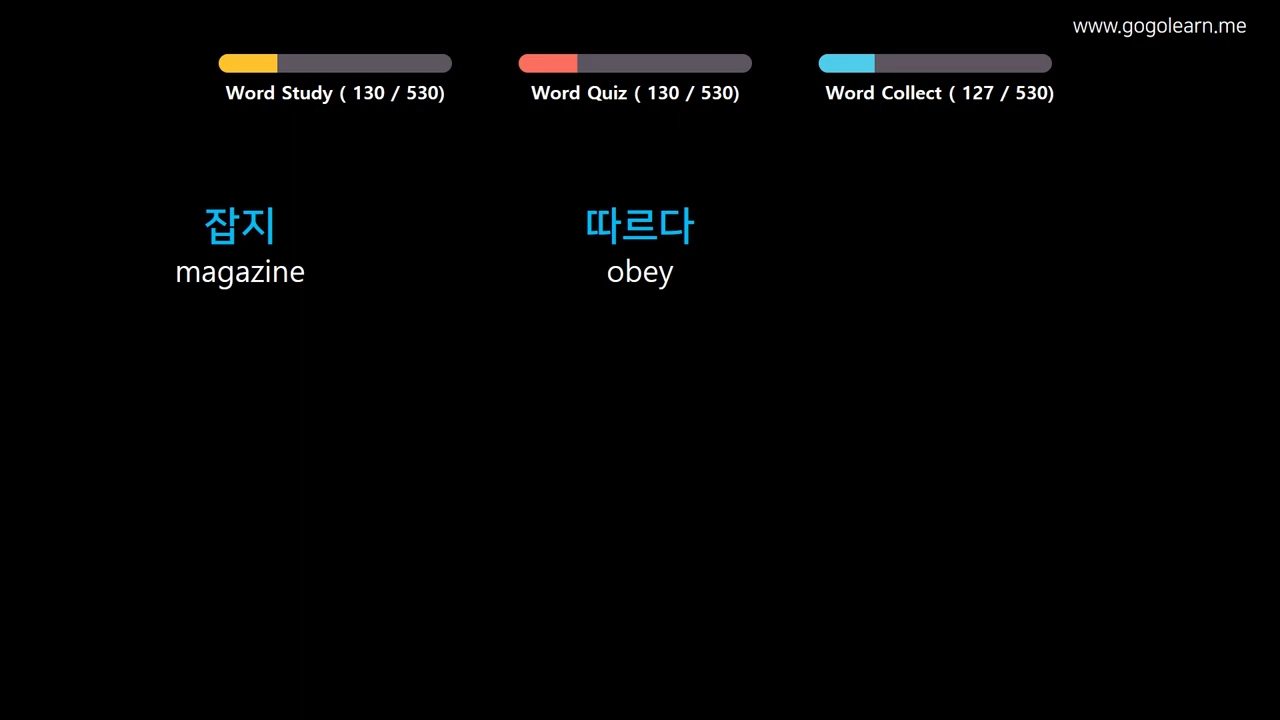 www.gogolearn.me
Word Study ( 130 / 530)
Word Quiz ( 130 / 530)
Word Collect ( 127 / 530)
잡지
magazine
따르다
obey